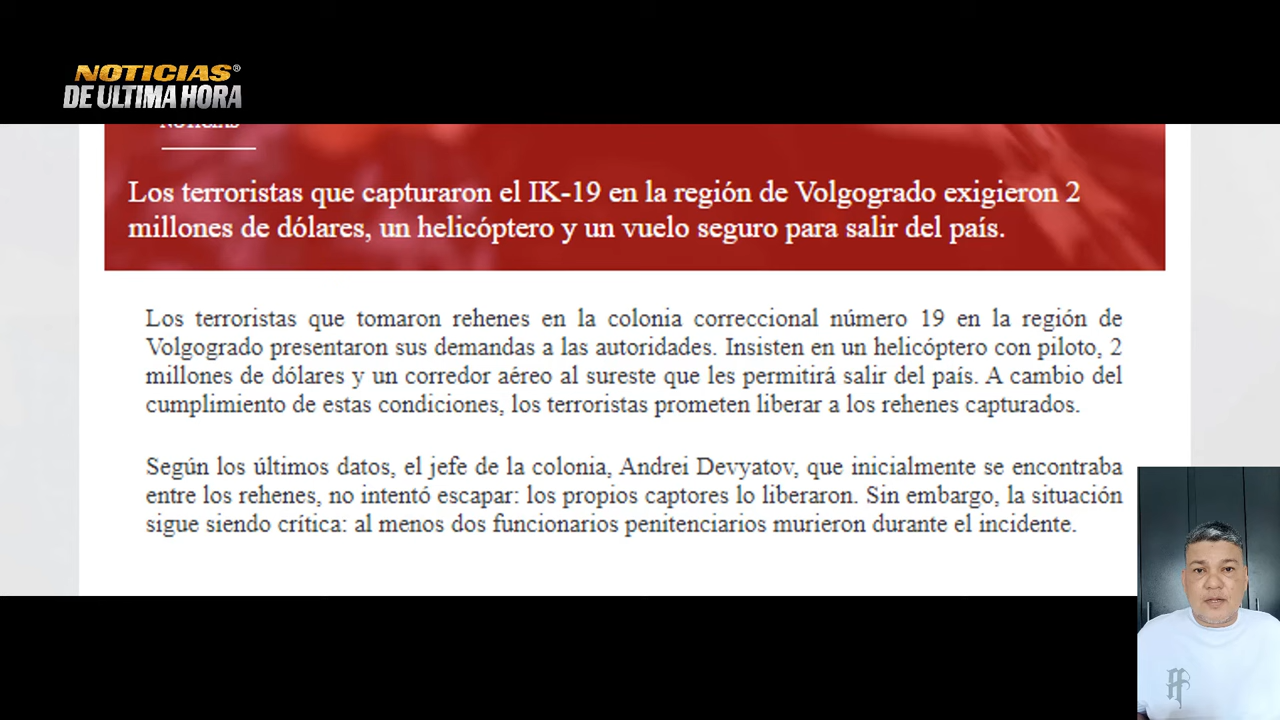 NOTICIAS®
DE ULTIMA HORA
NOTICIAS
Los terroristas que capturaron el IK-19 en la región de Volgogrado exigieron 2
millones de dólares, un helicóptero y un vuelo seguro para salir del país.
Los terroristas que tomaron rehenes en la colonia correccional número 19 en la región de
Volgogrado presentaron sus demandas a las autoridades. Insisten en un helicóptero con piloto, 2
millones de dólares y un corredor aéreo al sureste que les permitirá salir del país. A cambio del
cumplimiento de estas condiciones, los terroristas prometen liberar a los rehenes capturados.
Según los últimos datos, el jefe de la colonia, Andrei Devyatov, que inicialmente se encontraba
entre los rehenes, no intentó escapar: los propios captores lo liberaron. Sin embargo, la situación
sigue siendo crítica: al menos dos funcionarios penitenciarios murieron durante el incidente.